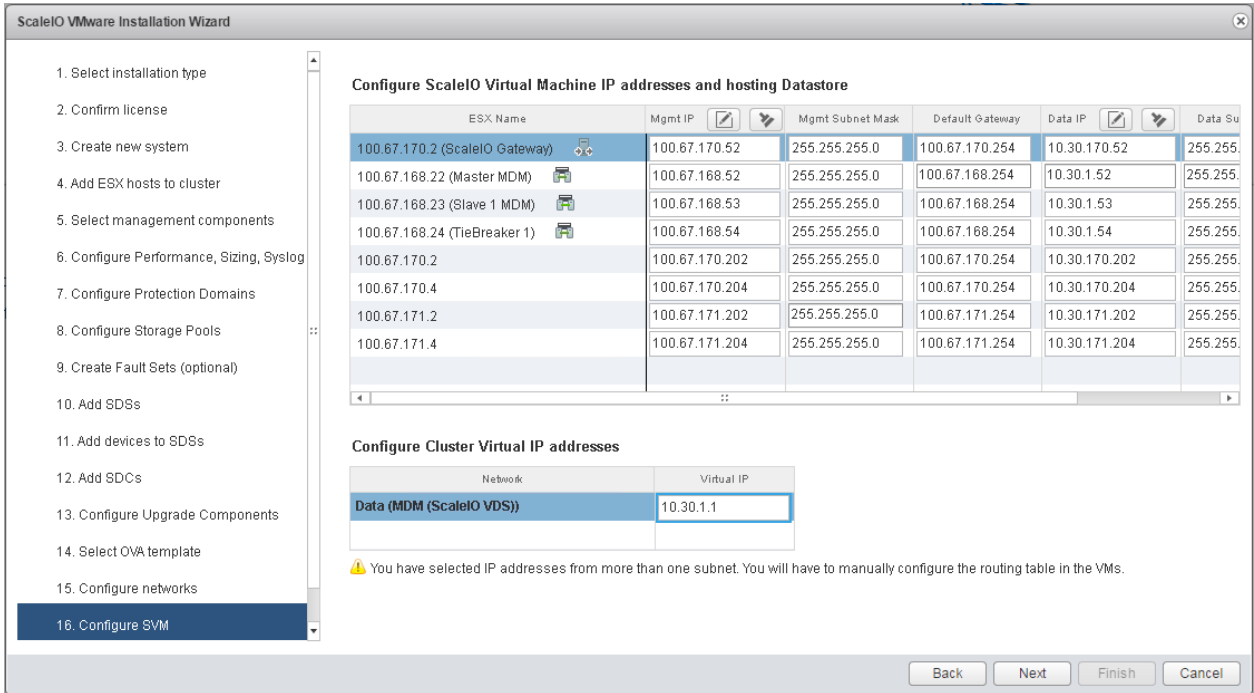 ScaleIO VMware Installation Wizard
1. Select installation type
2. Confirm license
3. Create new system
4. Add ESX hosts to cluster
5. Select management components
6. Configure Performance, Sizing, Syslog
7. Configure Protection Domains
8. Configure Storage Pools
9. Create Fault Sets (optional)
10. Add SDSs
11. Add devices to SDSs
12. Add SDCs
13. Configure Upgrade Components
14. Select OVA template
15. Configure networks
16. Configure SVM
Configure ScaleIO Virtual Machine IP addresses and hosting Datastore
ESX Name Mgmt IP Mgmt Subnet Mask Default Gateway Data IP Data Su
100.67.170.2 (ScaleIO Gateway) 100.67.170.52 255.255.255.0 100.67.170.254 10.30.170.52 255.255.
100.67.168.22 (Master MDM) 100.67.168.52 255.255.255.0 100.67.168.254 10.30.1.52 255.255.
100.67.168.23 (Slave 1 MDM) 100.67.168.53 255.255.255.0 100.67.168.254 10.30.1.53 255.255.
100.67.168.24 (TieBreaker 1) 100.67.168.54 255.255.255.0 100.67.168.254 10.30.1.54 255.255.
100.67.170.2 100.67.170.202 255.255.255.0 100.67.170.254 10.30.170.202 255.255.
100.67.170.4 100.67.170.204 255.255.255.0 100.67.170.254 10.30.170.204 255.255.
100.67.171.2 100.67.171.202 255.255.255.0 100.67.171.254 10.30.171.202 255.255.
100.67.171.4 100.67.171.204 255.255.255.0 100.67.171.254 10.30.171.204 255.255.
Configure Cluster Virtual IP addresses
Network Virtual IP
Data (MDM (ScaleIO VDS)) 10.30.1.1
You have selected IP addresses from more than one subnet. You will have to manually configure the routing table in the VMs.
Back Next Finish Cancel